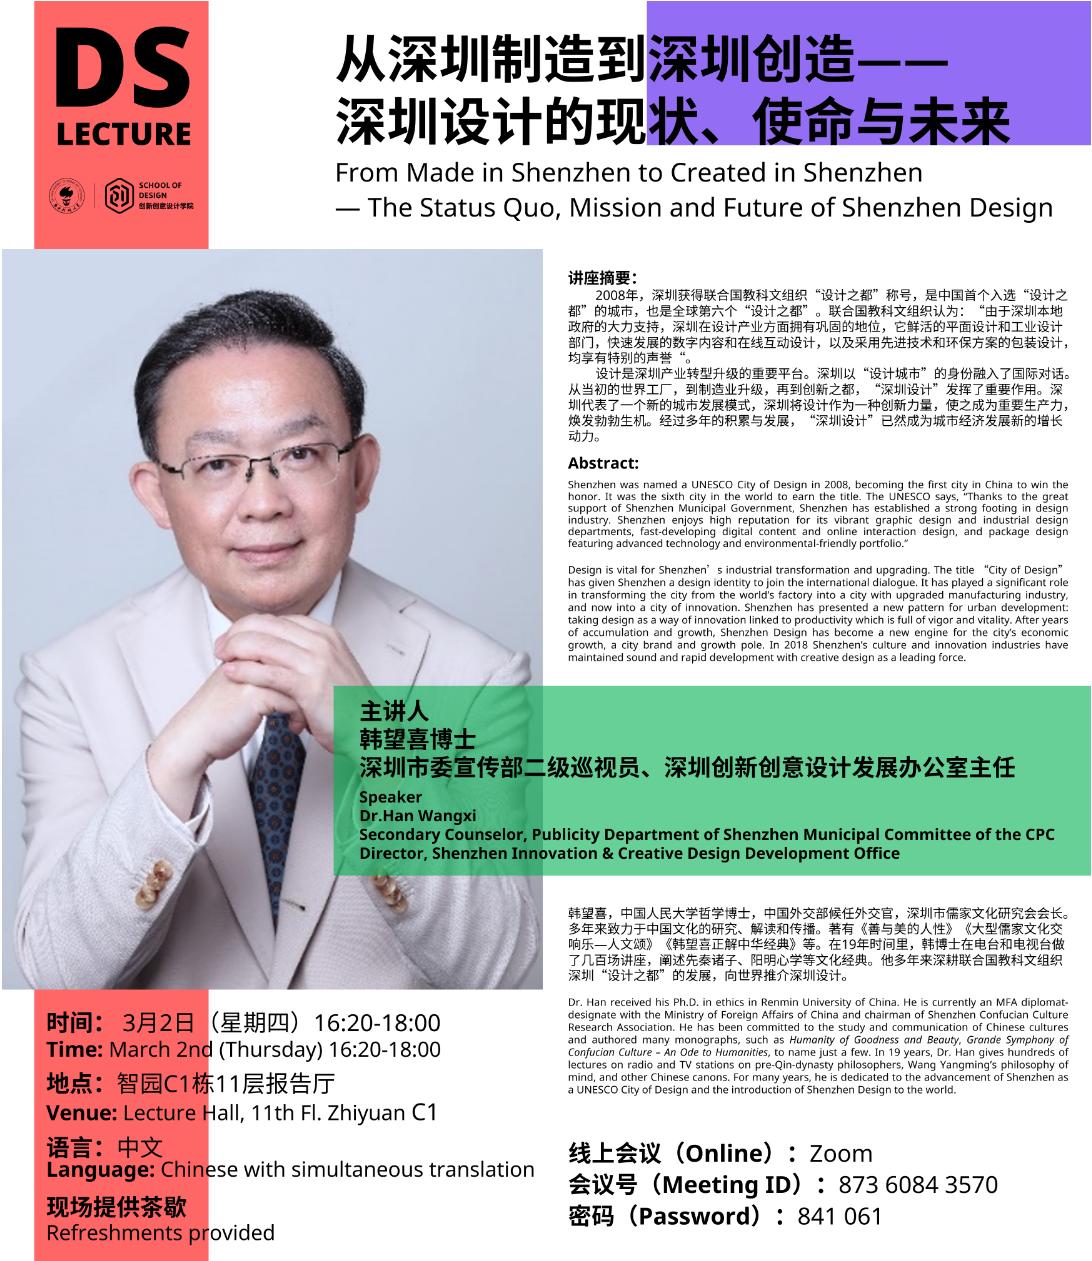 DS
LECTURE
SCHOOL OF
DESIGN
创新创意设计学院
从深圳制造到深圳创造——
深圳设计的现状、使命与未来
From Made in Shenzhen to Created in Shenzhen
— The Status Quo, Mission and Future of Shenzhen Design
讲座摘要：
2008年，深圳获得联合国教科文组织“设计之都”称号，是中国首个入选“设计之
都”的城市，也是全球第六个“设计之都”。联合国教科文组织认为：“由于深圳本地
政府的大力支持，深圳在设计产业方面拥有巩固的地位，它鲜活的平面设计和工业设计
部门，快速发展的数字内容和在线互动设计，以及采用先进技术和环保方案的包装设计，
均享有特别的声誉“。
设计是深圳产业转型升级的重要平台。深圳以“设计城市”的身份融入了国际对话。
从当初的世界工厂，到制造业升级，再到创新之都，“深圳设计”发挥了重要作用。深
圳代表了一个新的城市发展模式，深圳将设计作为一种创新力量，使之成为重要生产力，
焕发勃勃生机。经过多年的积累与发展，“深圳设计”已然成为城市经济发展新的增长
动力。
Abstract:
Shenzhen was named a UNESCO City of Design in 2008, becoming the first city in China to win the
honor. It was the sixth city in the world to earn the title. The UNESCO says, “Thanks to the great
support of Shenzhen Municipal Government, Shenzhen has established a strong footing in design
industry. Shenzhen enjoys high reputation for its vibrant graphic design and industrial design
departments, fast-developing digital content and online interaction design, and package design
featuring advanced technology and environmental-friendly portfolio.”
Design is vital for Shenzhen’s industrial transformation and upgrading. The title “City of Design”
has given Shenzhen a design identity to join the international dialogue. It has played a significant role
in transforming the city from the world’s factory into a city with upgraded manufacturing industry,
and now into a city of innovation. Shenzhen has presented a new pattern for urban development:
taking design as a way of innovation linked to productivity which is full of vigor and vitality. After years
of accumulation and growth, Shenzhen Design has become a new engine for the city’s economic
growth, a city brand and growth pole. In 2018 Shenzhen’s culture and innovation industries have
maintained sound and rapid development with creative design as a leading force.
主讲人
韩望喜博士
深圳市委宣传部二级巡视员、深圳创新创意设计发展办公室主任
Speaker
Dr.Han Wangxi
Secondary Counselor, Publicity Department of Shenzhen Municipal Committee of the CPC
Director, Shenzhen Innovation & Creative Design Development Office
韩望喜，中国人民大学哲学博士，中国外交部候任外交官，深圳市儒家文化研究会会长。
多年来致力于中国文化的研究、解读和传播。著有《善与美的人性》《大型儒家文化交
响乐—人文颂》《韩望喜正解中华经典》等。在19年时间里，韩博士在电台和电视台做
了几百场讲座，阐述先秦诸子、阳明心学等文化经典。他多年来深耕联合国教科文组织
深圳“设计之都”的发展，向世界推介深圳设计。
Dr. Han received his Ph.D. in ethics in Renmin University of China. He is currently an MFA diplomat-
designate with the Ministry of Foreign Affairs of China and chairman of Shenzhen Confucian Culture
Research Association. He has been committed to the study and communication of Chinese cultures
and authored many monographs, such as Humanity of Goodness and Beauty, Grande Symphony of
Confucian Culture – An Ode to Humanities, to name just a few. In 19 years, Dr. Han gives hundreds of
lectures on radio and TV stations on pre-Qin-dynasty philosophers, Wang Yangming’s philosophy of
mind, and other Chinese canons. For many years, he is dedicated to the advancement of Shenzhen as
a UNESCO City of Design and the introduction of Shenzhen Design to the world.
时间： 3月2日（星期四）16:20-18:00
Time: March 2nd (Thursday) 16:20-18:00
地点：智园C1栋11层报告厅
Venue: Lecture Hall, 11th Fl. Zhiyuan C1
语言：中文
Language: Chinese with simultaneous translation
现场提供茶歇
Refreshments provided
线上会议（Online）：Zoom
会议号（Meeting ID）：873 6084 3570
密码（Password）：841 061